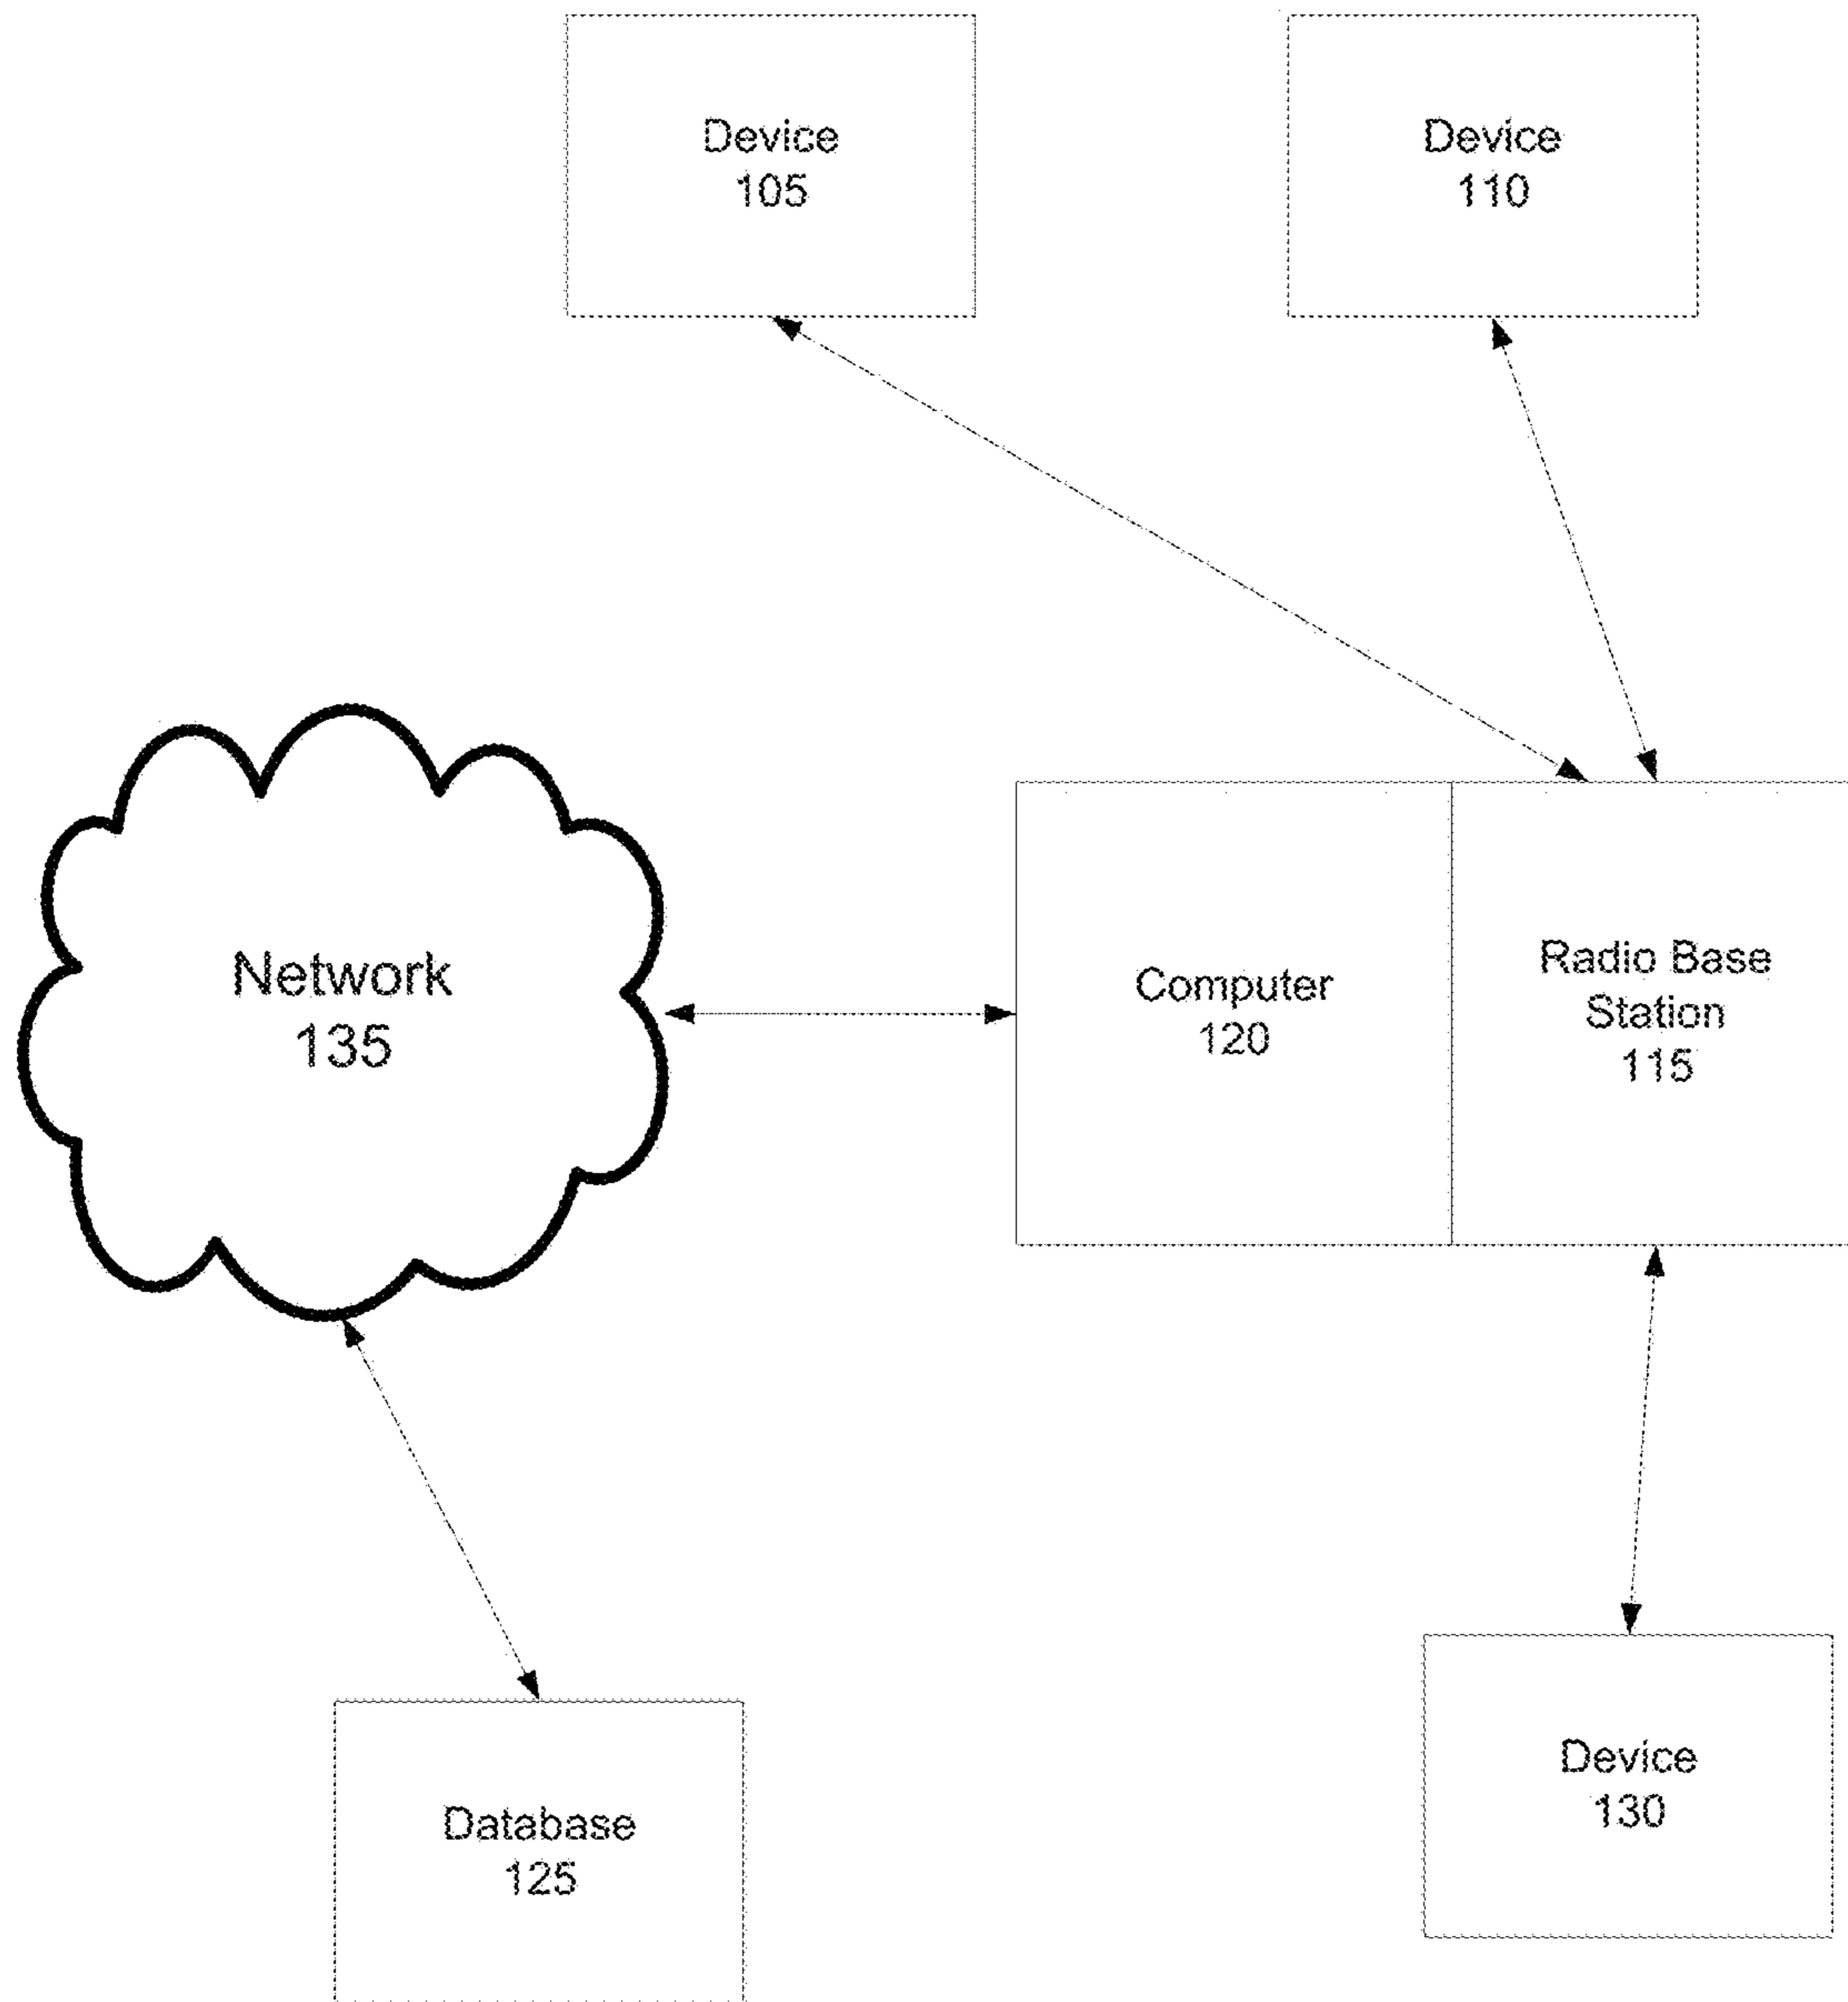 Device
105
Device
110
Network
135
Computer
120
Radio Base
Station
115
Database
125
Device
130